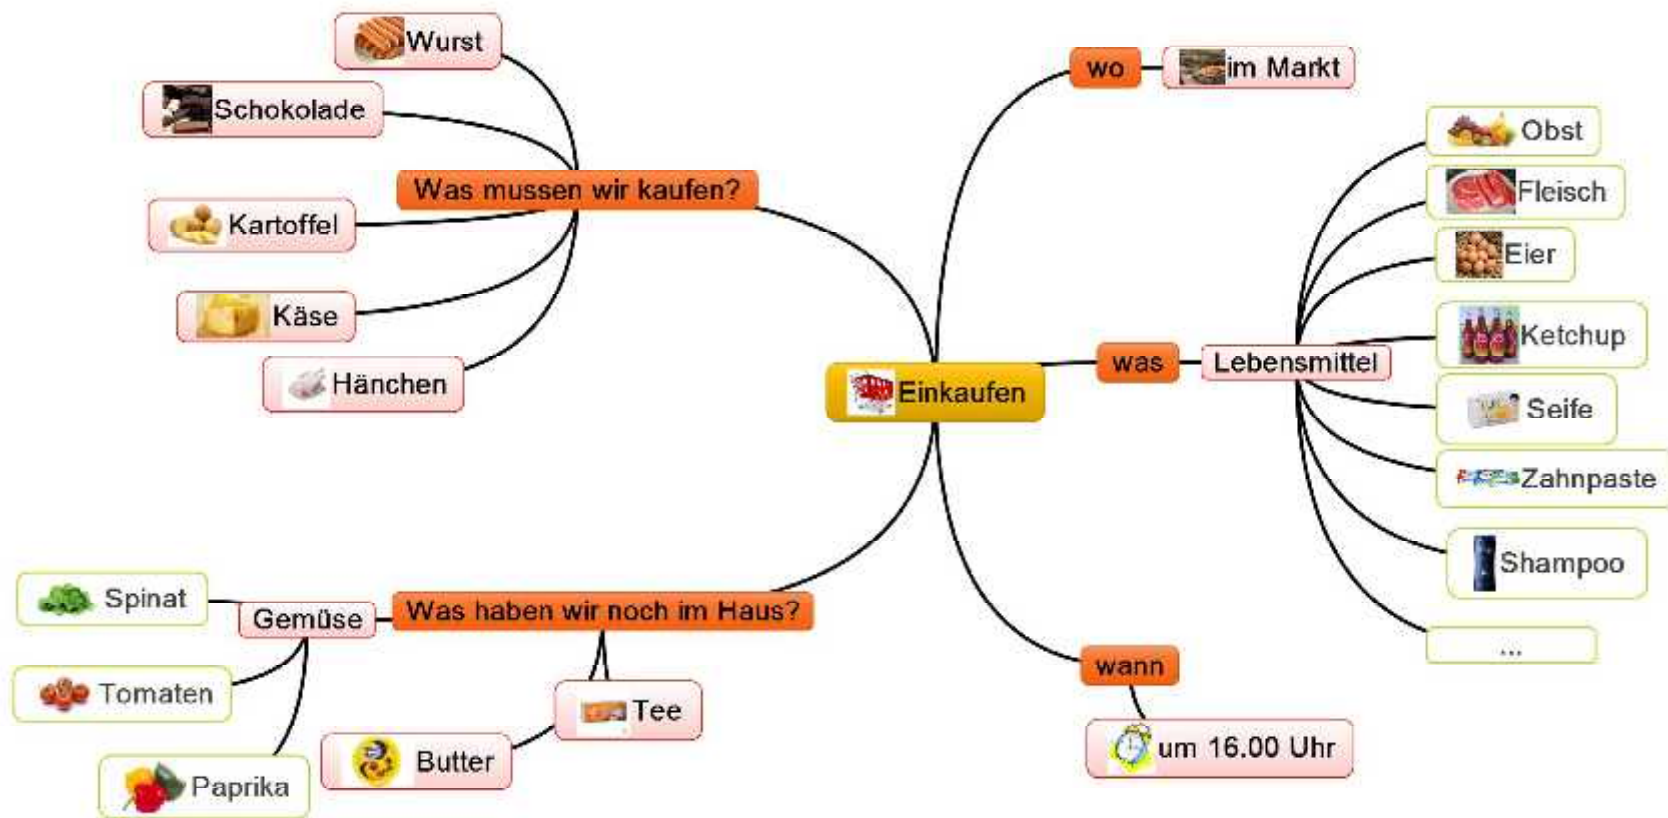 Einkaufen
wo
im Markt
was
Lebensmittel
Obst
Fleisch
Eier
Ketchup
Seife
Zahnpaste
Shampoo
...
wann
um 16.00 Uhr
Was haben wir noch im Haus?
Tee
Butter
Gemüse
Spinat
Tomaten
Paprika
Was mussen wir kaufen?
Wurst
Schokolade
Kartoffel
Käse
Hänchen